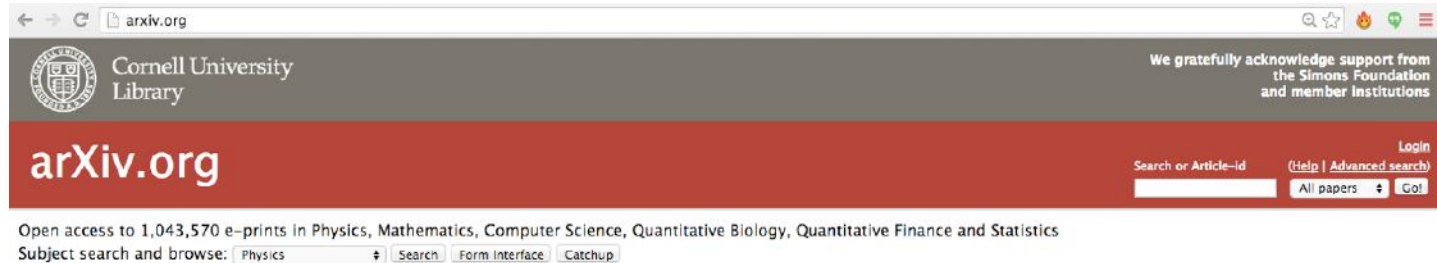 arxiv.org
Cornell University
Library
We gratefully acknowledge support from
the Simons Foundation
and member institutions
arXiv.org
Login
Search or Article-id (Help | Advanced search)
All papers Go!
Open access to 1,043,570 e-prints in Physics, Mathematics, Computer Science, Quantitative Biology, Quantitative Finance and Statistics
Subject search and browse: Physics Search Form Interface Catchup